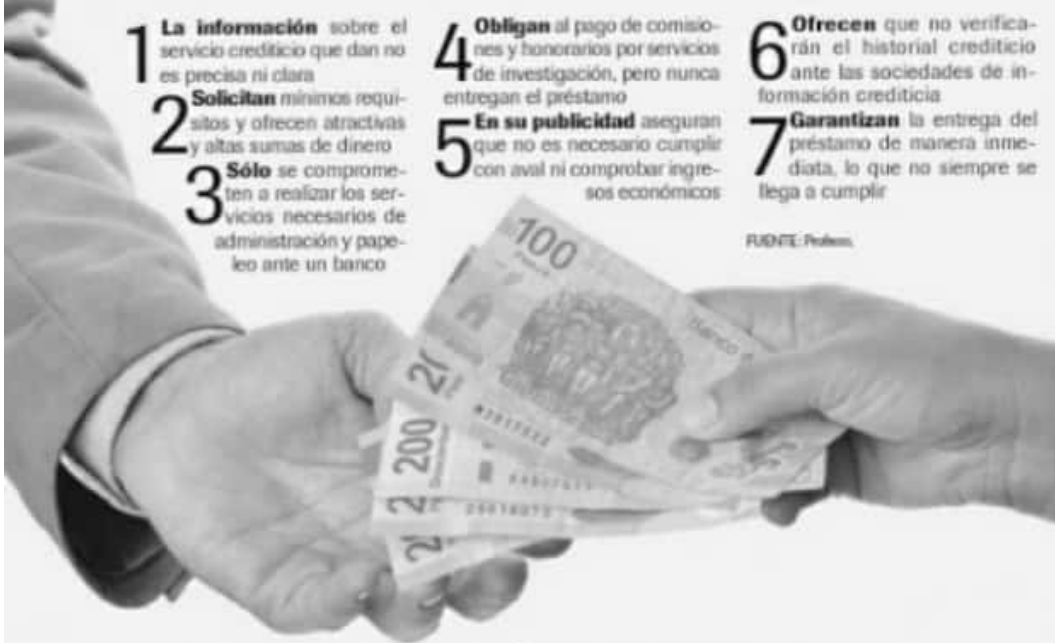 1 La información sobre el
servicio crediticio que dan no
es precisa ni clara
2 Solicitan mínimos requi-
sitos y ofrecen atractivas
y altas sumas de dinero
3 Sólo se comprome-
ten a realizar los ser-
vicios necesarios de
administración y pape-
leo ante un banco
4 Obligan al pago de comisio-
nes y honorarios por servicios
de investigación, pero nunca
entregan el préstamo
5 En su publicidad aseguran
que no es necesario cumplir
con aval ni comprobar ingre-
sos económicos
6 Ofrecen que no verifica-
rán el historial crediticio
ante las sociedades de in-
formación crediticia
7 Garantizan la entrega del
préstamo de manera inme-
diata, lo que no siempre se
llega a cumplir
FUENTE:
100
20
200
2
2